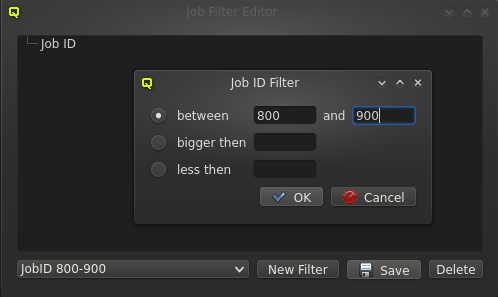 Job Filter Editor
Job ID
Job ID Filter
between 800 and 900
bigger then
less then
OK Cancel
JobID 800-900 New Filter Save Delete